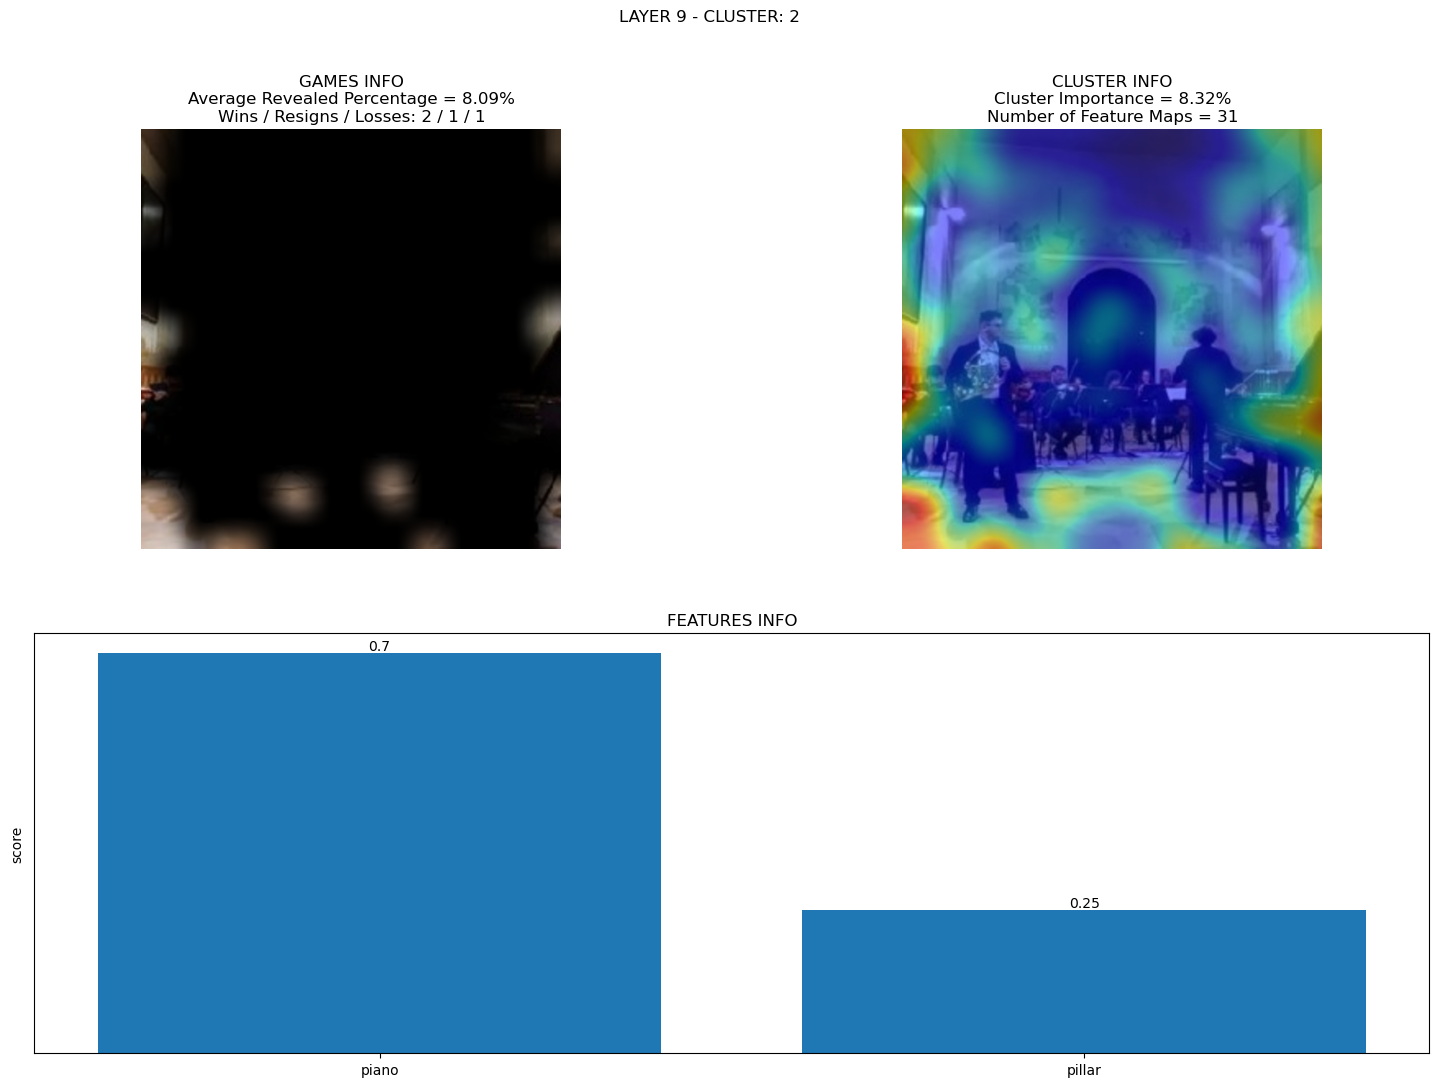 LAYER 9 - CLUSTER: 2
GAMES INFO
Average Revealed Percentage = 8.09%
Wins / Resigns / Losses: 2 / 1 / 1
CLUSTER INFO
Cluster Importance = 8.32%
Number of Feature Maps = 31
FEATURES INFO
score
0.7
0.25
piano
pillar